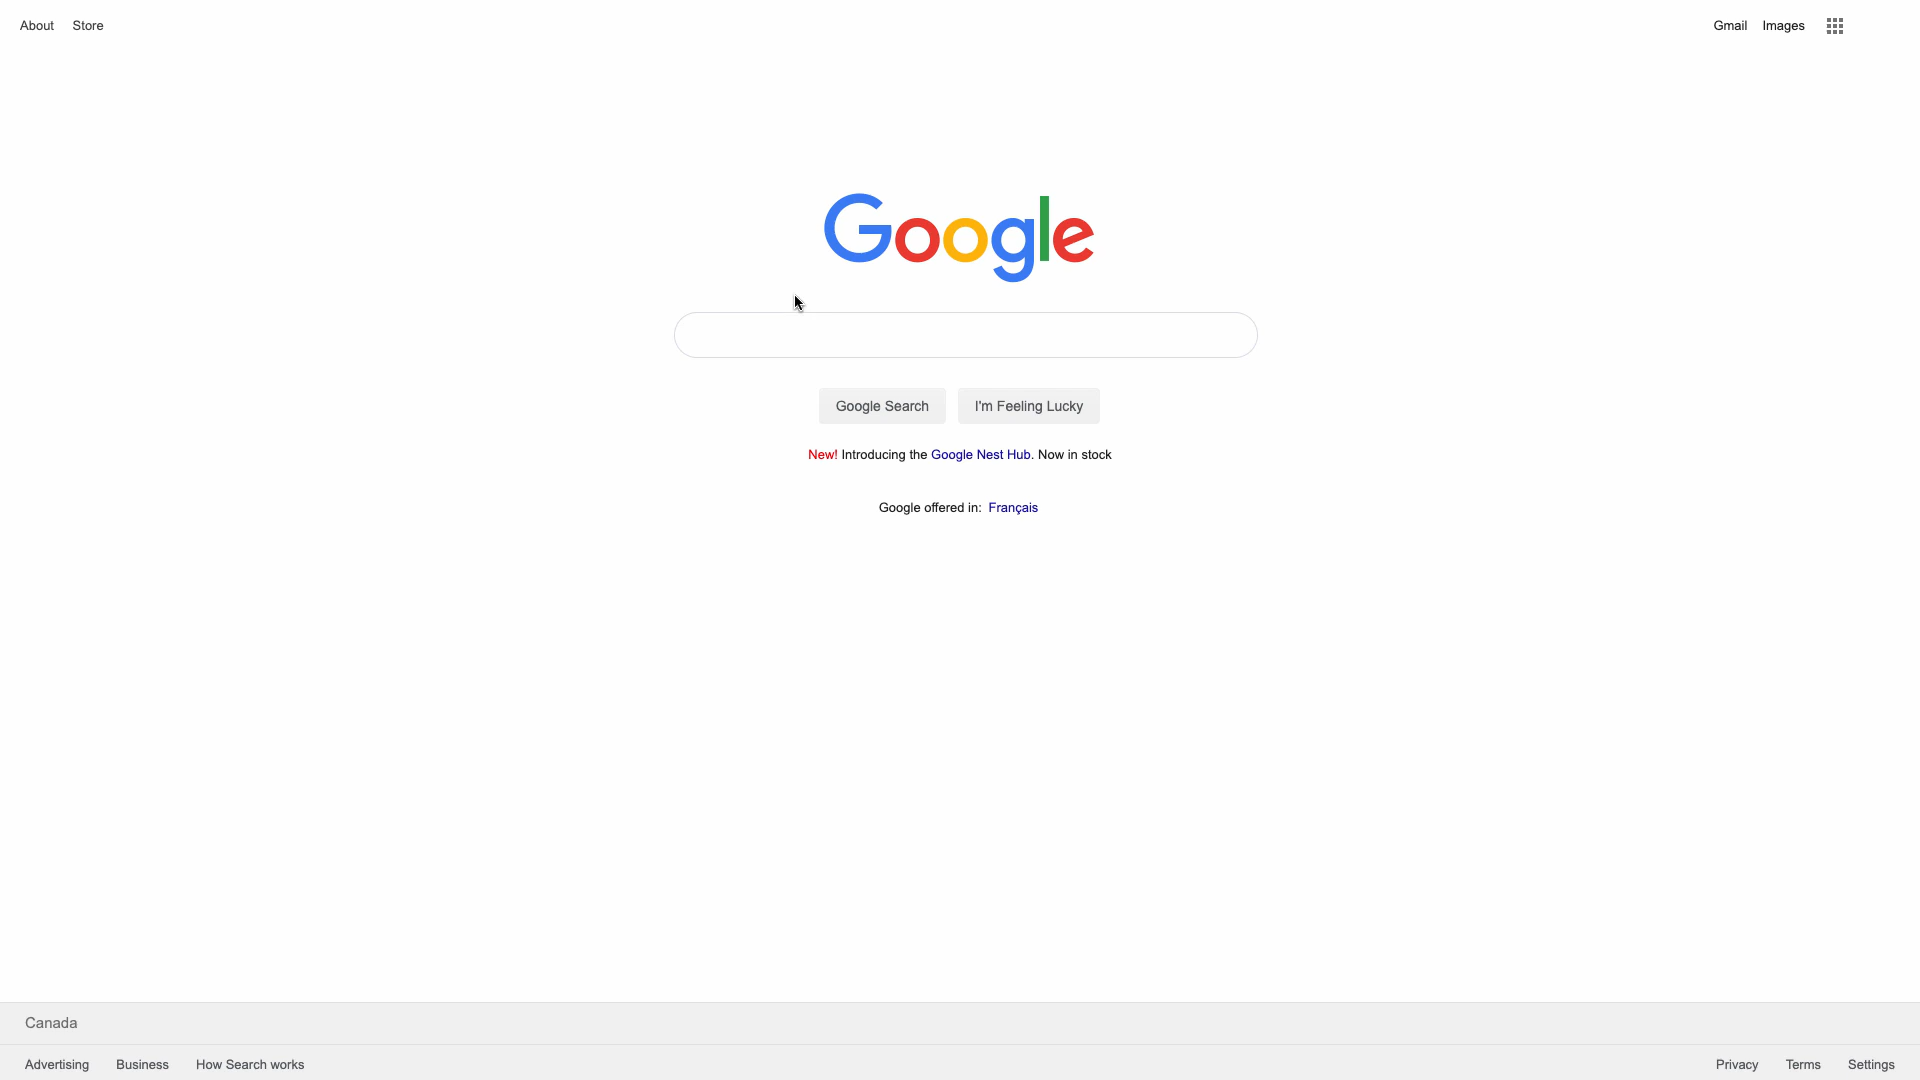 About Store Gmail Images
Google
Google Search I'm Feeling Lucky
New! Introducing the Google Nest Hub. Now in stock
Google offered in: Français
Canada
Advertising Business How Search works Privacy Terms Settings